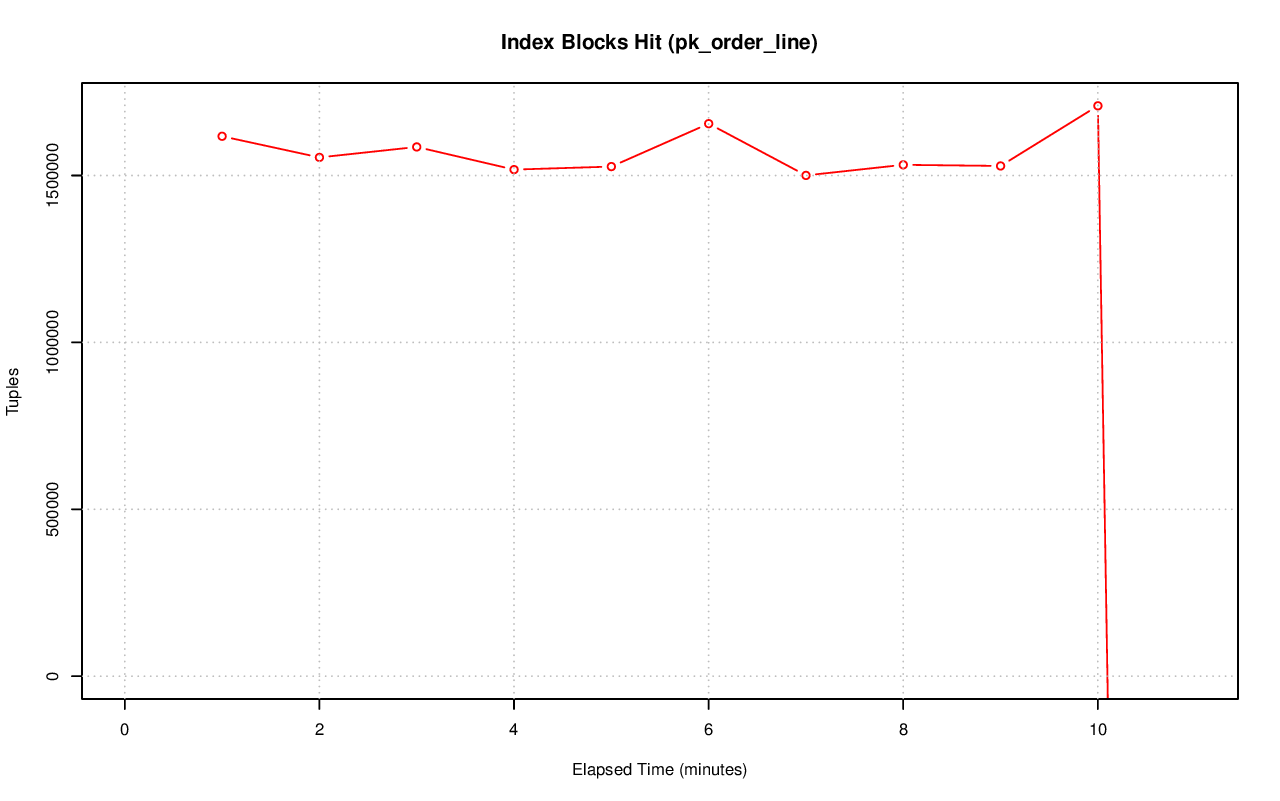 Index Blocks Hit (pk_order_line)
Tuples
1500000
1000000
500000
0
0 2 4 6 8 10
Elapsed Time (minutes)